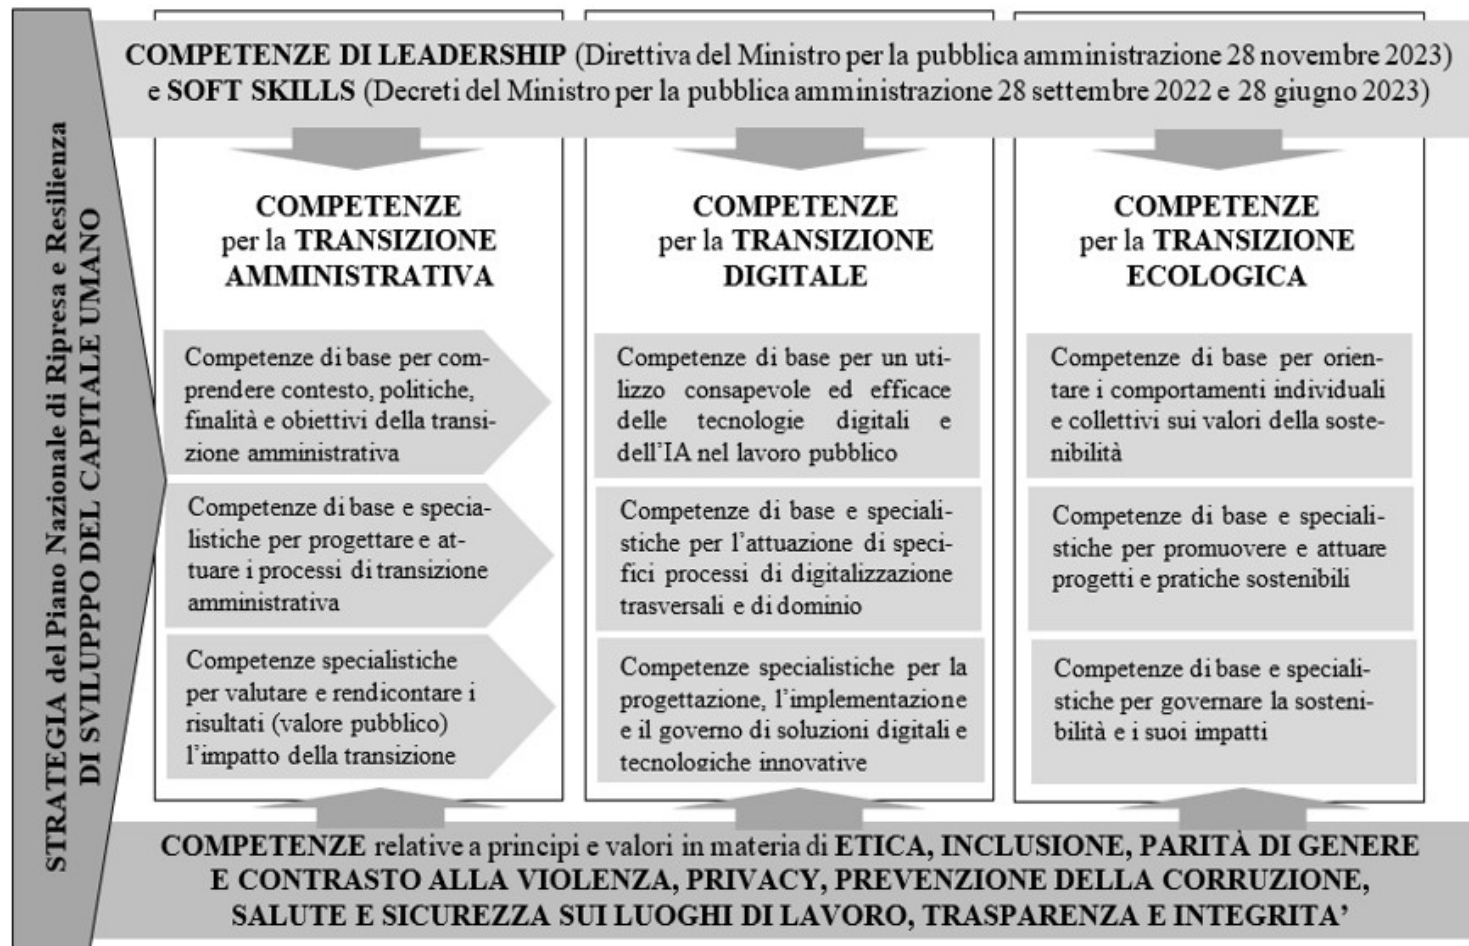 STRATEGIA del Piano Nazionale di Ripresa e Resilienza
DI SVILUPPO DEL CAPITALE UMANO
COMPETENZE DI LEADERSHIP (Direttiva del Ministro per la pubblica amministrazione 28 novembre 2023)
e SOFT SKILLS (Decreti del Ministro per la pubblica amministrazione 28 settembre 2022 e 28 giugno 2023)
COMPETENZE
per la TRANSIZIONE
AMMINISTRATIVA
Competenze di base per com-
prendere contesto, politiche,
finalità e obiettivi della transi-
zione amministrativa
Competenze di base e specia-
listiche per progettare e at-
tuare i processi di transizione
amministrativa
Competenze specialistiche
per valutare e rendicontare i
risultati (valore pubblico)
l'impatto della transizione
COMPETENZE
per la TRANSIZIONE
DIGITALE
Competenze di base per un uti-
lizzo consapevole ed efficace
delle tecnologie digitali e
dell'IA nel lavoro pubblico
Competenze di base e speciali-
stiche per l'attuazione di speci-
fici processi di digitalizzazione
trasversali e di dominio
Competenze specialistiche per la
progettazione, l'implementazione
e il governo di soluzioni digitali e
tecnologiche innovative
COMPETENZE
per la TRANSIZIONE
ECOLOGICA
Competenze di base per orien-
tare i comportamenti individuali
e collettivi sui valori della soste-
nibilità
Competenze di base e speciali-
stiche per promuovere e attuare
progetti e pratiche sostenibili
Competenze di base e speciali-
stiche per governare la sosteni-
bilità e i suoi impatti
COMPETENZE relative a principi e valori in materia di ETICA, INCLUSIONE, PARITÀ DI GENERE
E CONTRASTO ALLA VIOLENZA, PRIVACY, PREVENZIONE DELLA CORRUZIONE,
SALUTE E SICUREZZA SUI LUOGHI DI LAVORO, TRASPARENZA E INTEGRITA'